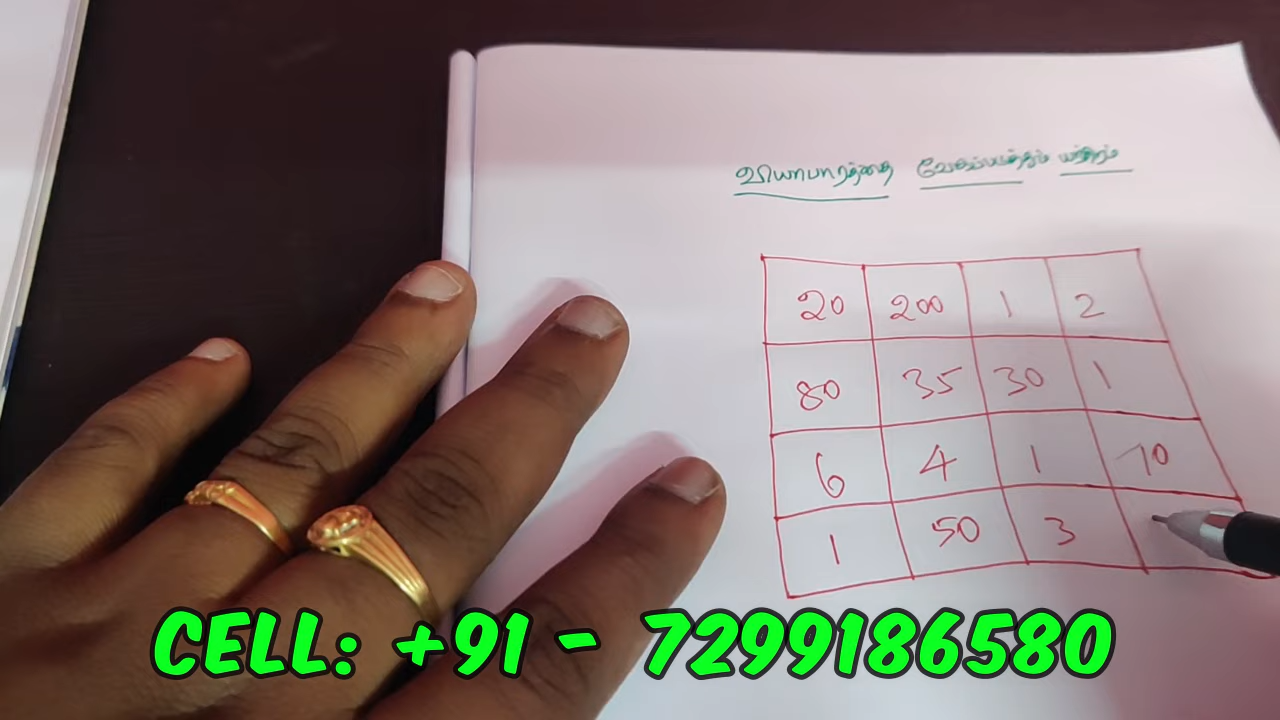 வியாபாரத்தை வேகப்படுத்தும் யந்திரம்
20 200 1 2
80 35 30 1
6 4 1 10
1 50 3
CELL: +91 - 7299186580